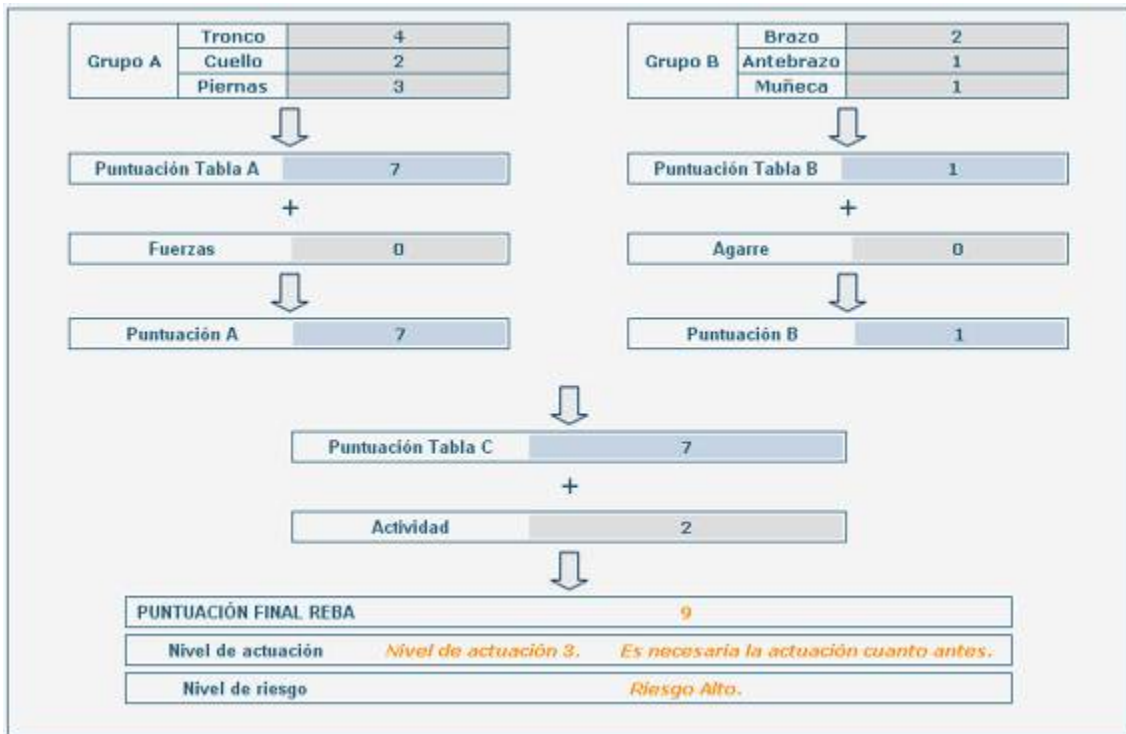 Grupo A
Tronco 4
Cuello 2
Piernas 3
Grupo B
Brazo 2
Antebrazo 1
Muñeca 1
Puntuación Tabla A 7
Puntuación Tabla B 1
+
+
Fuerzas 0
Agarre 0
Puntuación A 7
Puntuación B 1
Puntuación Tabla C 7
+
Actividad 2
PUNTUACIÓN FINAL REBA 9
Nivel de actuación Nivel de actuación 3. Es necesaria la actuación cuanto antes.
Nivel de riesgo Riesgo Alto.